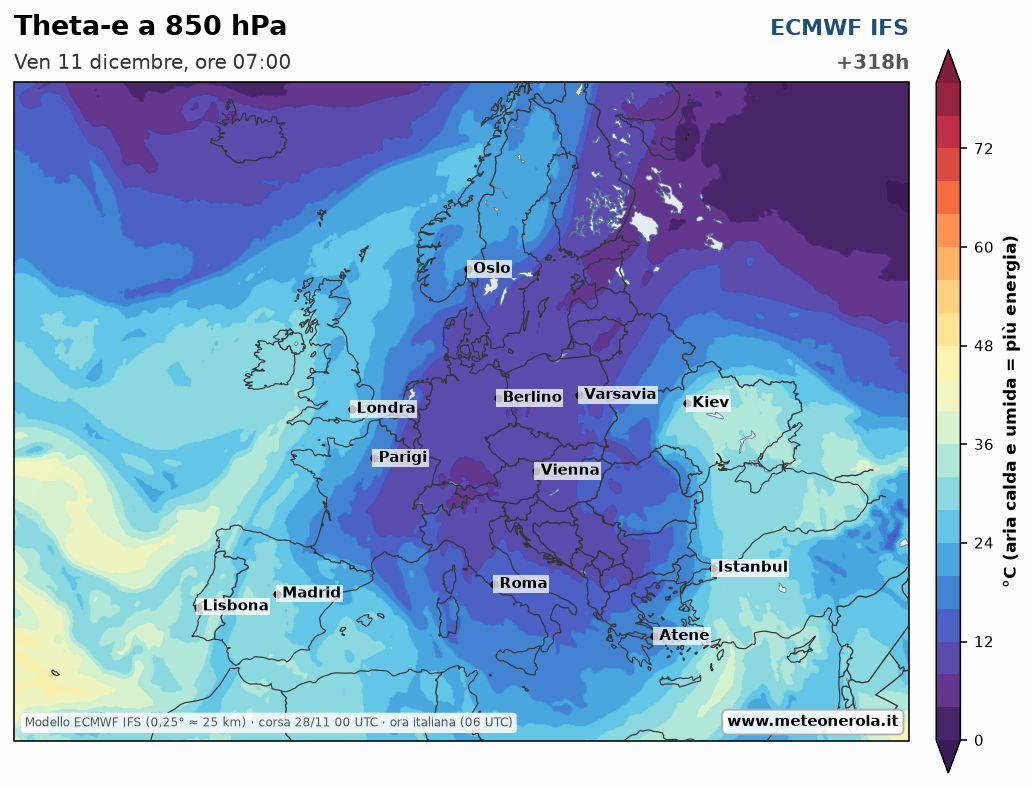 Theta-e a 850 hPa
ECMWF IFS
Ven 11 dicembre, ore 07:00
+318h
Oslo
Londra
Berlino
Varsavia
Kiev
Parigi
Vienna
Istanbul
Roma
Madrid
Lisbona
Atene
Modello ECMWF IFS (0,25° ≈ 25 km) · corsa 28/11 00 UTC · ora italiana (06 UTC)
www.meteonerola.it
72
60
48
36
24
12
0
°C (aria calda e umida = più energia)